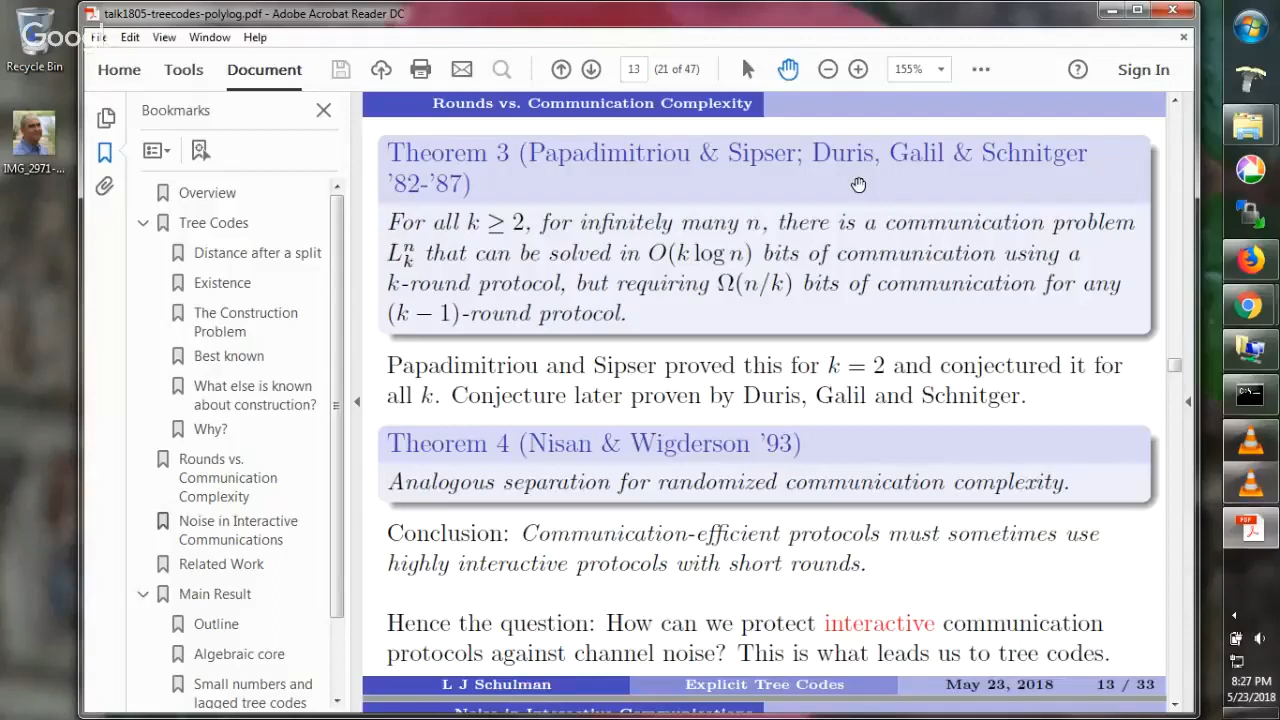 talk1805-treecodes-polylog.pdf - Adobe Acrobat Reader DC
Google
Edit View Window Help
Home Tools Document 13 (21 of 47) 155% Sign In
Recycle Bin
IMG_2971-...
Bookmarks
Overview
Tree Codes
Distance after a split
Existence
The Construction
Problem
Best known
What else is known
about construction?
Why?
Rounds vs.
Communication
Complexity
Noise in Interactive
Communications
Related Work
Main Result
Outline
Algebraic core
Small numbers and
lagged tree codes
Rounds vs. Communication Complexity
Theorem 3 (Papadimitriou & Sipser; Duris, Galil & Schnitger
'82-'87)
For all k ≥ 2, for infinitely many n, there is a communication problem
L_k^n that can be solved in O(k log n) bits of communication using a
k-round protocol, but requiring Ω(n/k) bits of communication for any
(k − 1)-round protocol.
Papadimitriou and Sipser proved this for k = 2 and conjectured it for
all k. Conjecture later proven by Duris, Galil and Schnitger.
Theorem 4 (Nisan & Wigderson '93)
Analogous separation for randomized communication complexity.
Conclusion: Communication-efficient protocols must sometimes use
highly interactive protocols with short rounds.
Hence the question: How can we protect interactive communication
protocols against channel noise? This is what leads us to tree codes.
L J Schulman Explicit Tree Codes May 23, 2018 13 / 33
Noise in Interactive Communications
PDF
8:27 PM
5/23/2018